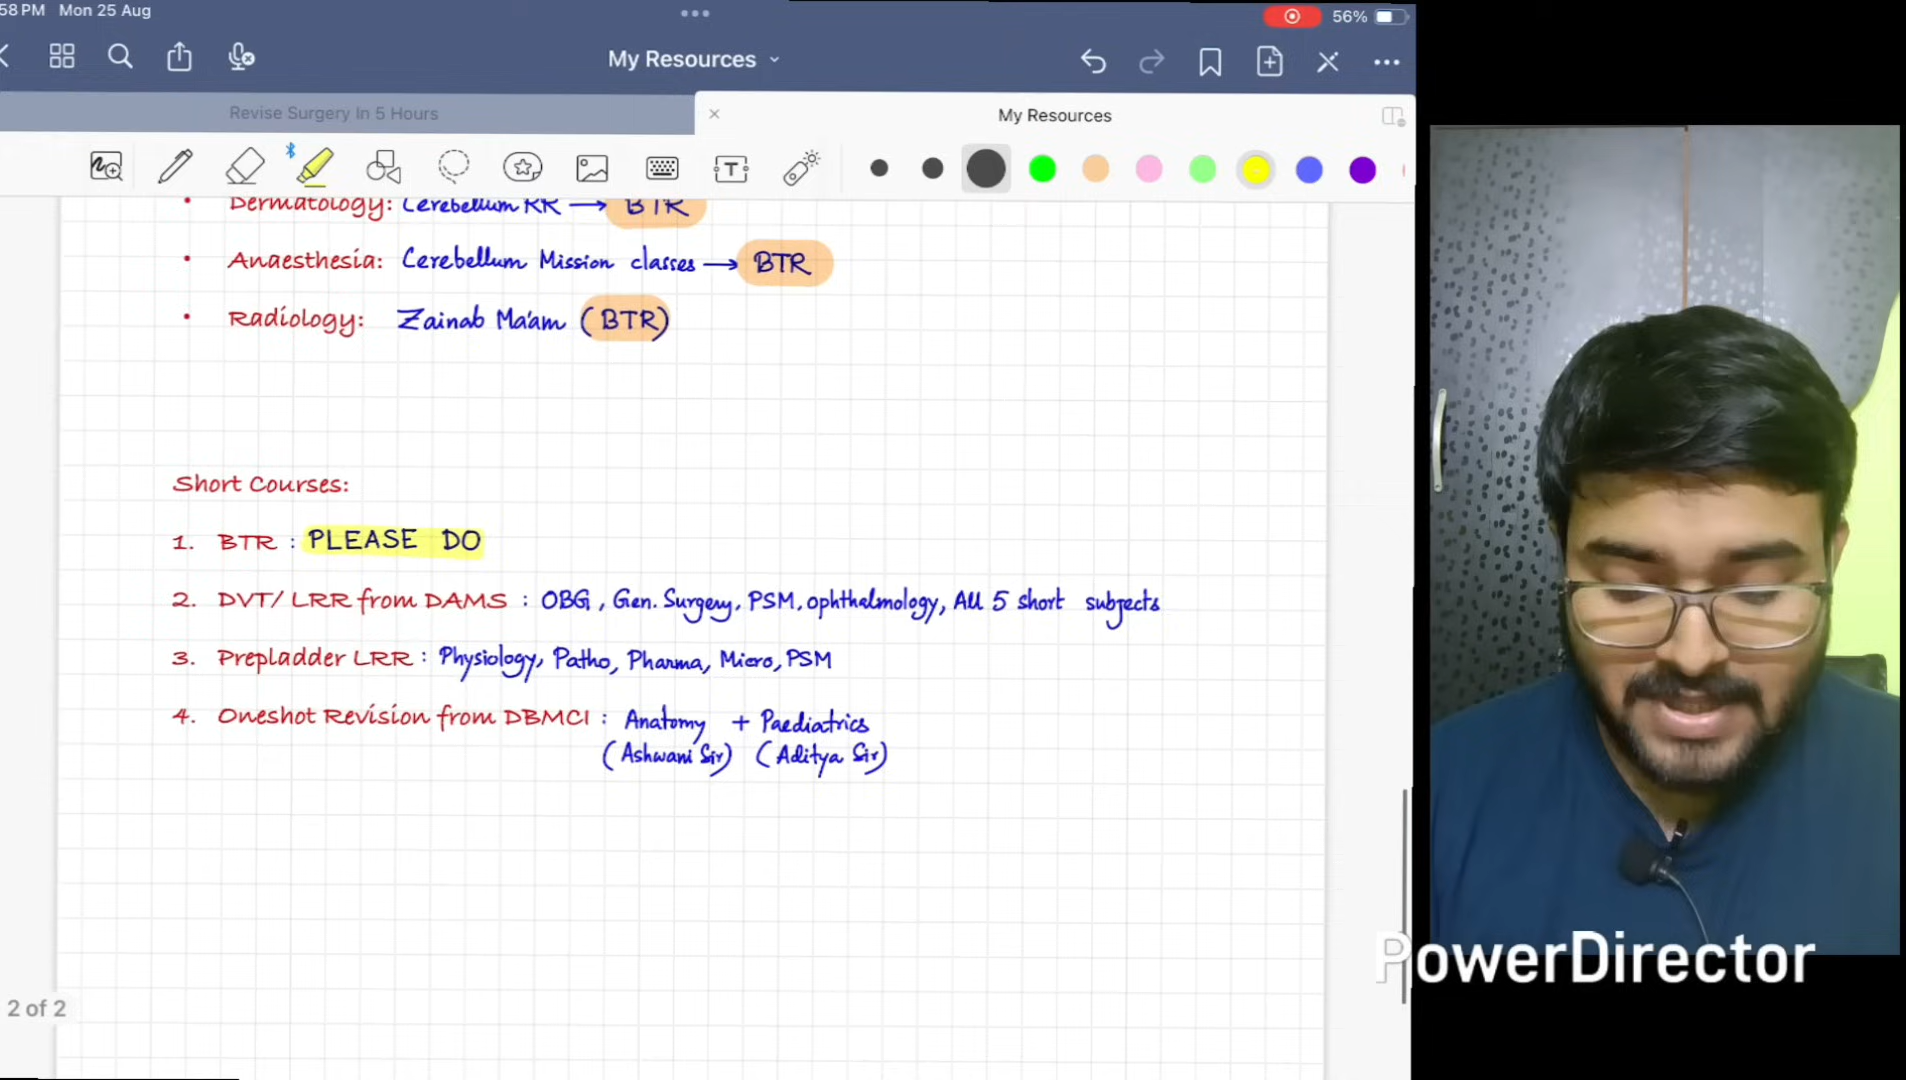 58 PM Mon 25 Aug
56%
My Resources
Revise Surgery In 5 Hours
My Resources
T
• Dermatology: Cerebellum RR → BTR
• Anaesthesia: Cerebellum Mission classes → BTR
• Radiology: Zainab Ma'am (BTR)
Short Courses:
1. BTR : PLEASE DO
2. DVT/ LRR from DAMS : OBG, Gen. Surgery, PSM, ophthalmology, All 5 short subjects
3. Prepladder LRR : Physiology, Patho, Pharma, Micro, PSM
4. Oneshot Revision from DBMCI : Anatomy + Paediatrics
(Ashwani Sir) (Aditya Sir)
PowerDirector
2 of 2